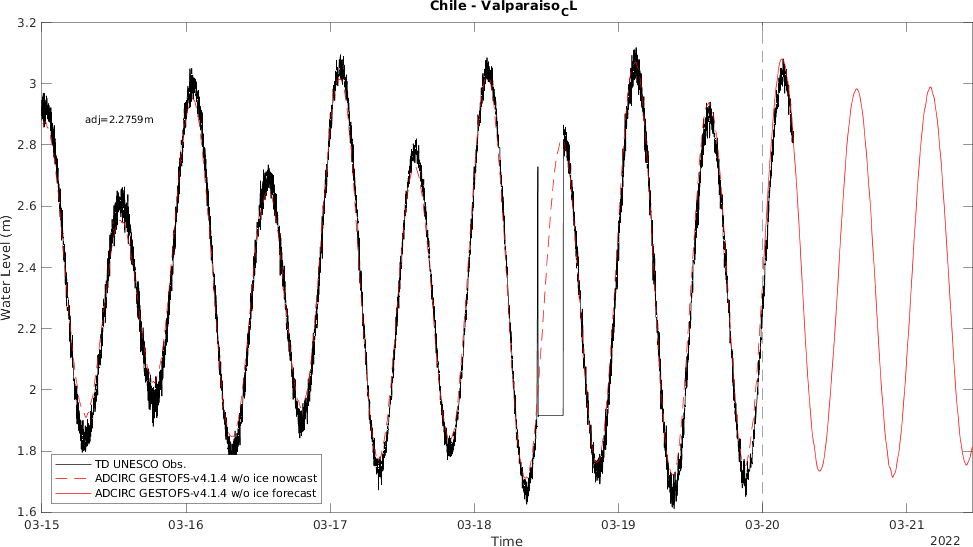 Chile - Valparaiso_CL
3.2
3
2.8
2.6
2.4
2.2
2
1.8
1.6
Water Level (m)
adj=2.2759m
TD UNESCO Obs.
ADCIRC GESTOFS-v4.1.4 w/o ice nowcast
ADCIRC GESTOFS-v4.1.4 w/o ice forecast
03-15 03-16 03-17 03-18 03-19 03-20 03-21
Time
2022